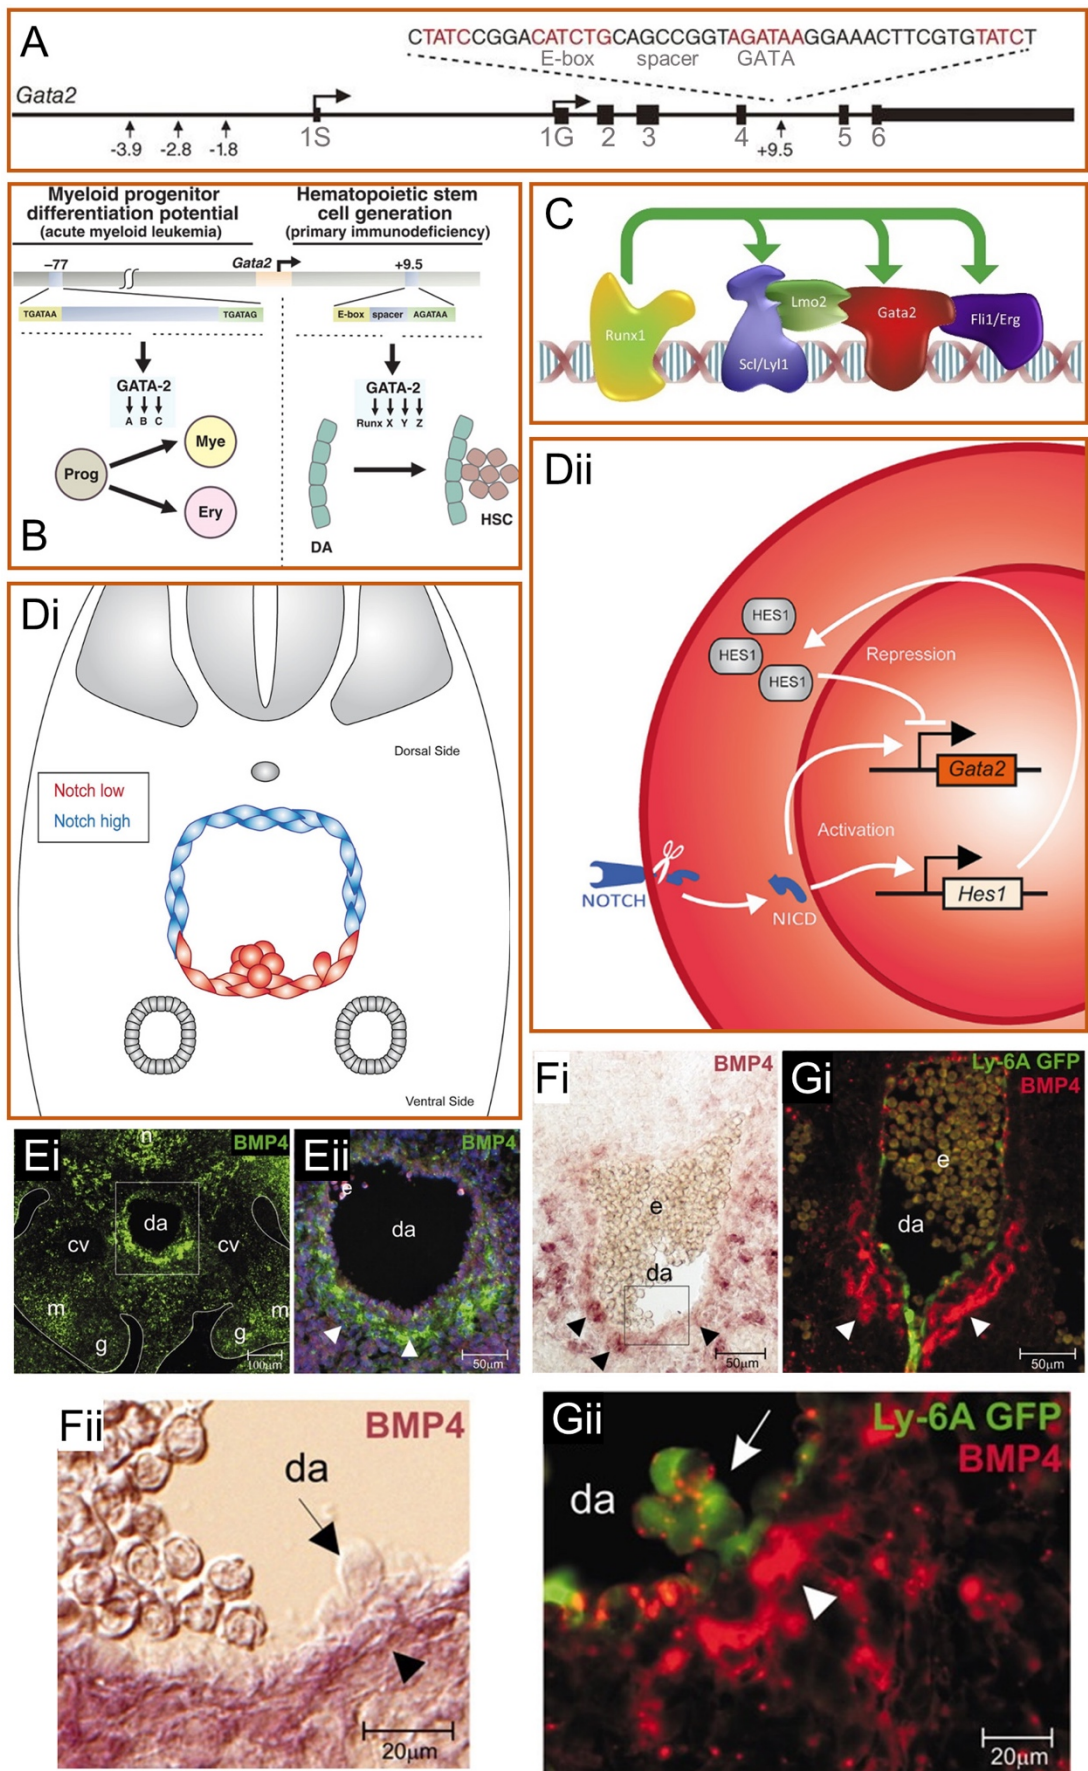 A
CTATCCGGACATCTGCAGCCGGTAGATAAGGAAACTTCGTGTATCT
E-box spacer GATA
Gata2
1S 1G 2 3 4 5 6
-3.9 -2.8 -1.8 +9.5
Myeloid progenitor
differentiation potential
(acute myeloid leukemia)
Hematopoietic stem
cell generation
(primary immunodeficiency)
−77 Gata2 +9.5
TGATAA TGATAG E-box spacer AGATAA
GATA-2
A B C
Prog
Mye
Ery
GATA-2
Runx X Y Z
DA
HSC
B
C
Runx1
Scl/Lyl1
Lmo2
Gata2
Fli1/Erg
Di
Dorsal Side
Notch low
Notch high
Ventral Side
Dii
HES1
HES1
HES1
Repression
Gata2
Activation
Hes1
NOTCH
NICD
Ei
BMP4
n
da
cv cv
m m
g g
100μm
Eii
BMP4
e
da
50μm
Fi
BMP4
e
da
50μm
Gi
Ly-6A GFP
BMP4
e
da
50μm
Fii
BMP4
da
20μm
Gii
Ly-6A GFP
BMP4
da
20μm